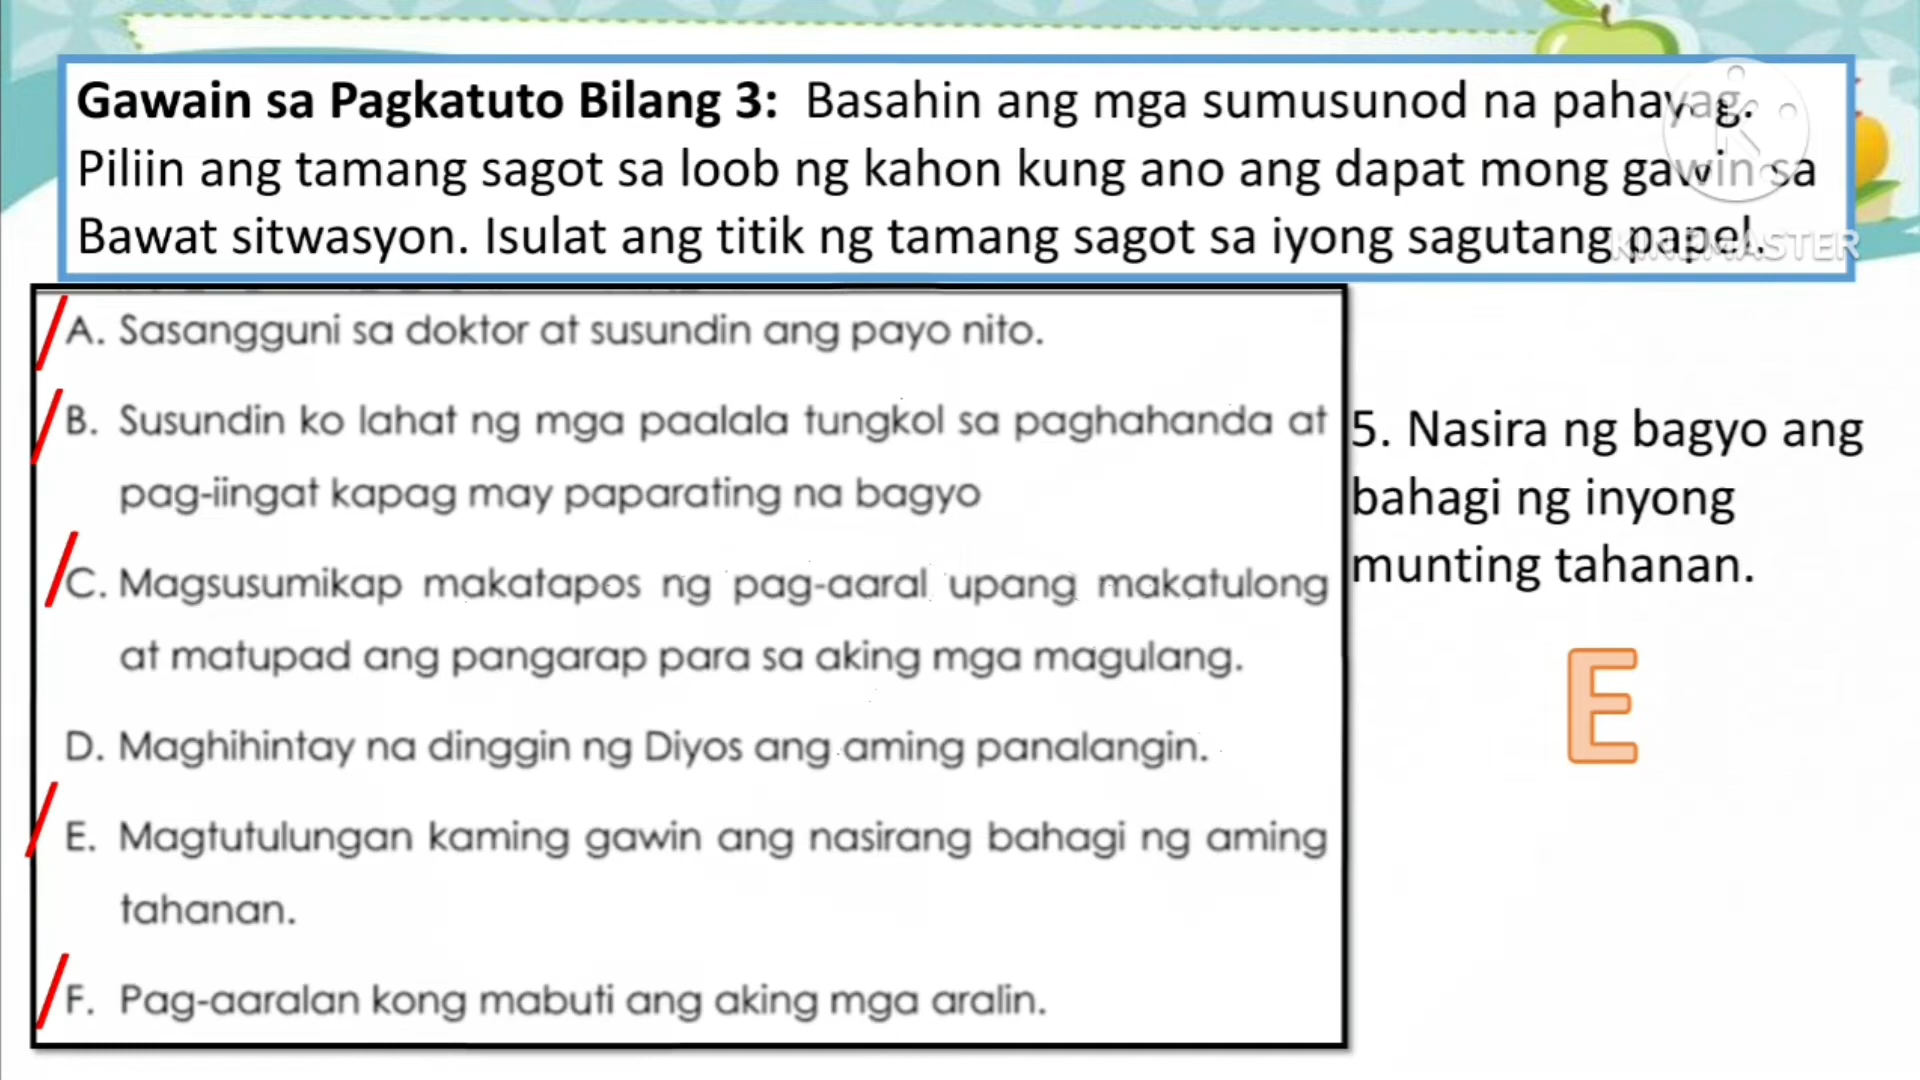 Gawain sa Pagkatuto Bilang 3: Basahin ang mga sumusunod na pahayag.
Piliin ang tamang sagot sa loob ng kahon kung ano ang dapat mong gawin sa
Bawat sitwasyon. Isulat ang titik ng tamang sagot sa iyong sagutang papel.
KINEMASTER
A. Sasangguni sa doktor at susundin ang payo nito.
B. Susundin ko lahat ng mga paalala tungkol sa paghahanda at
pag-iingat kapag may paparating na bagyo
C. Magsusumikap makatapos ng pag-aaral upang makatulong
at matupad ang pangarap para sa aking mga magulang.
D. Maghihintay na dinggin ng Diyos ang aming panalangin.
E. Magtutulungan kaming gawin ang nasirang bahagi ng aming
tahanan.
F. Pag-aaralan kong mabuti ang aking mga aralin.
5. Nasira ng bagyo ang
bahagi ng inyong
munting tahanan.
E